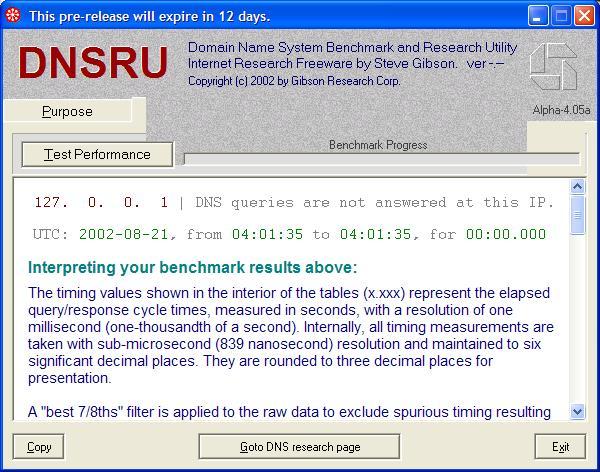 This pre-release will expire in 12 days.
DNSRU
Domain Name System Benchmark and Research Utility
Internet Research Freeware by Steve Gibson. ver -.--
Copyright (c) 2002 by Gibson Research Corp.
Purpose
Alpha-4.05a
Test Performance
Benchmark Progress
127. 0. 0. 1 | DNS queries are not answered at this IP.
UTC: 2002-08-21, from 04:01:35 to 04:01:35, for 00:00.000
Interpreting your benchmark results above:
The timing values shown in the interior of the tables (x.xxx) represent the elapsed
query/response cycle times, measured in seconds, with a resolution of one
millisecond (one-thousandth of a second). Internally, all timing measurements are
taken with sub-microsecond (839 nanosecond) resolution and maintained to six
significant decimal places. They are rounded to three decimal places for
presentation.
A "best 7/8ths" filter is applied to the raw data to exclude spurious timing resulting
Copy
Goto DNS research page
Exit